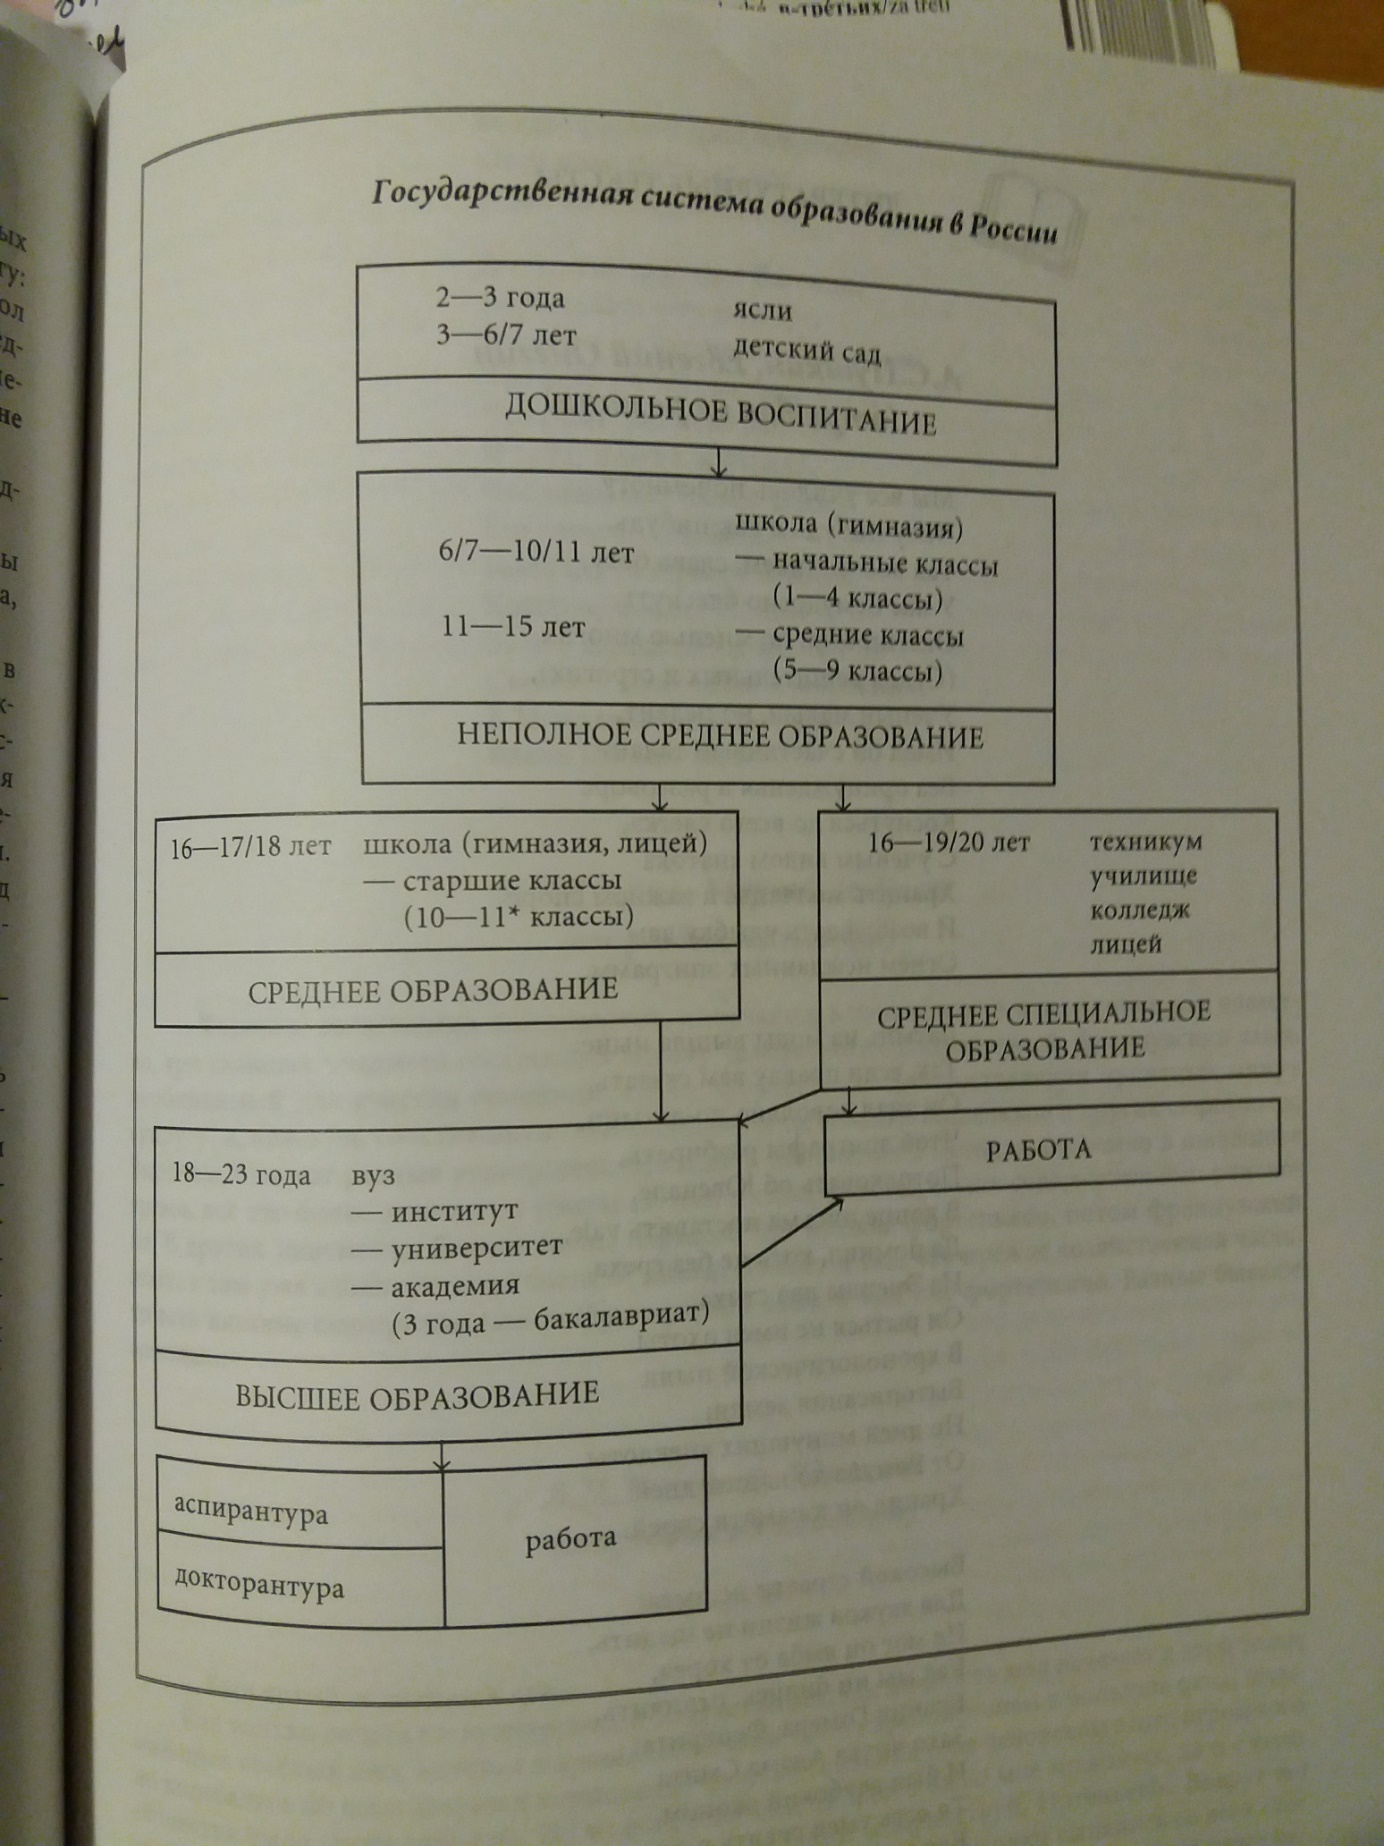 в-третьих/za třetí
Государственная система образования в России
2—3 года ясли
3—6/7 лет детский сад
ДОШКОЛЬНОЕ ВОСПИТАНИЕ
школа (гимназия)
6/7—10/11 лет — начальные классы
(1—4 классы)
11—15 лет — средние классы
(5—9 классы)
НЕПОЛНОЕ СРЕДНЕЕ ОБРАЗОВАНИЕ
16—17/18 лет школа (гимназия, лицей)
— старшие классы
(10—11* классы)
СРЕДНЕЕ ОБРАЗОВАНИЕ
16—19/20 лет техникум
училище
колледж
лицей
СРЕДНЕЕ СПЕЦИАЛЬНОЕ
ОБРАЗОВАНИЕ
РАБОТА
18—23 года вуз
— институт
— университет
— академия
(3 года — бакалавриат)
ВЫСШЕЕ ОБРАЗОВАНИЕ
аспирантура
докторантура
работа